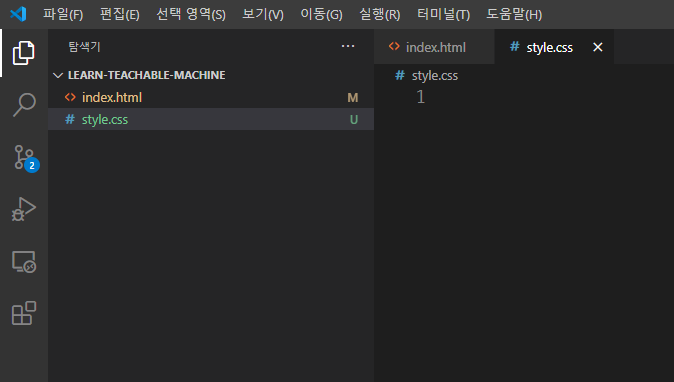 파일(F) 편집(E) 선택 영역(S) 보기(V) 이동(G) 실행(R) 터미널(T) 도움말(H)
탐색기 ...
index.html style.css
LEARN-TEACHABLE-MACHINE
style.css
index.html M
1
style.css U
2